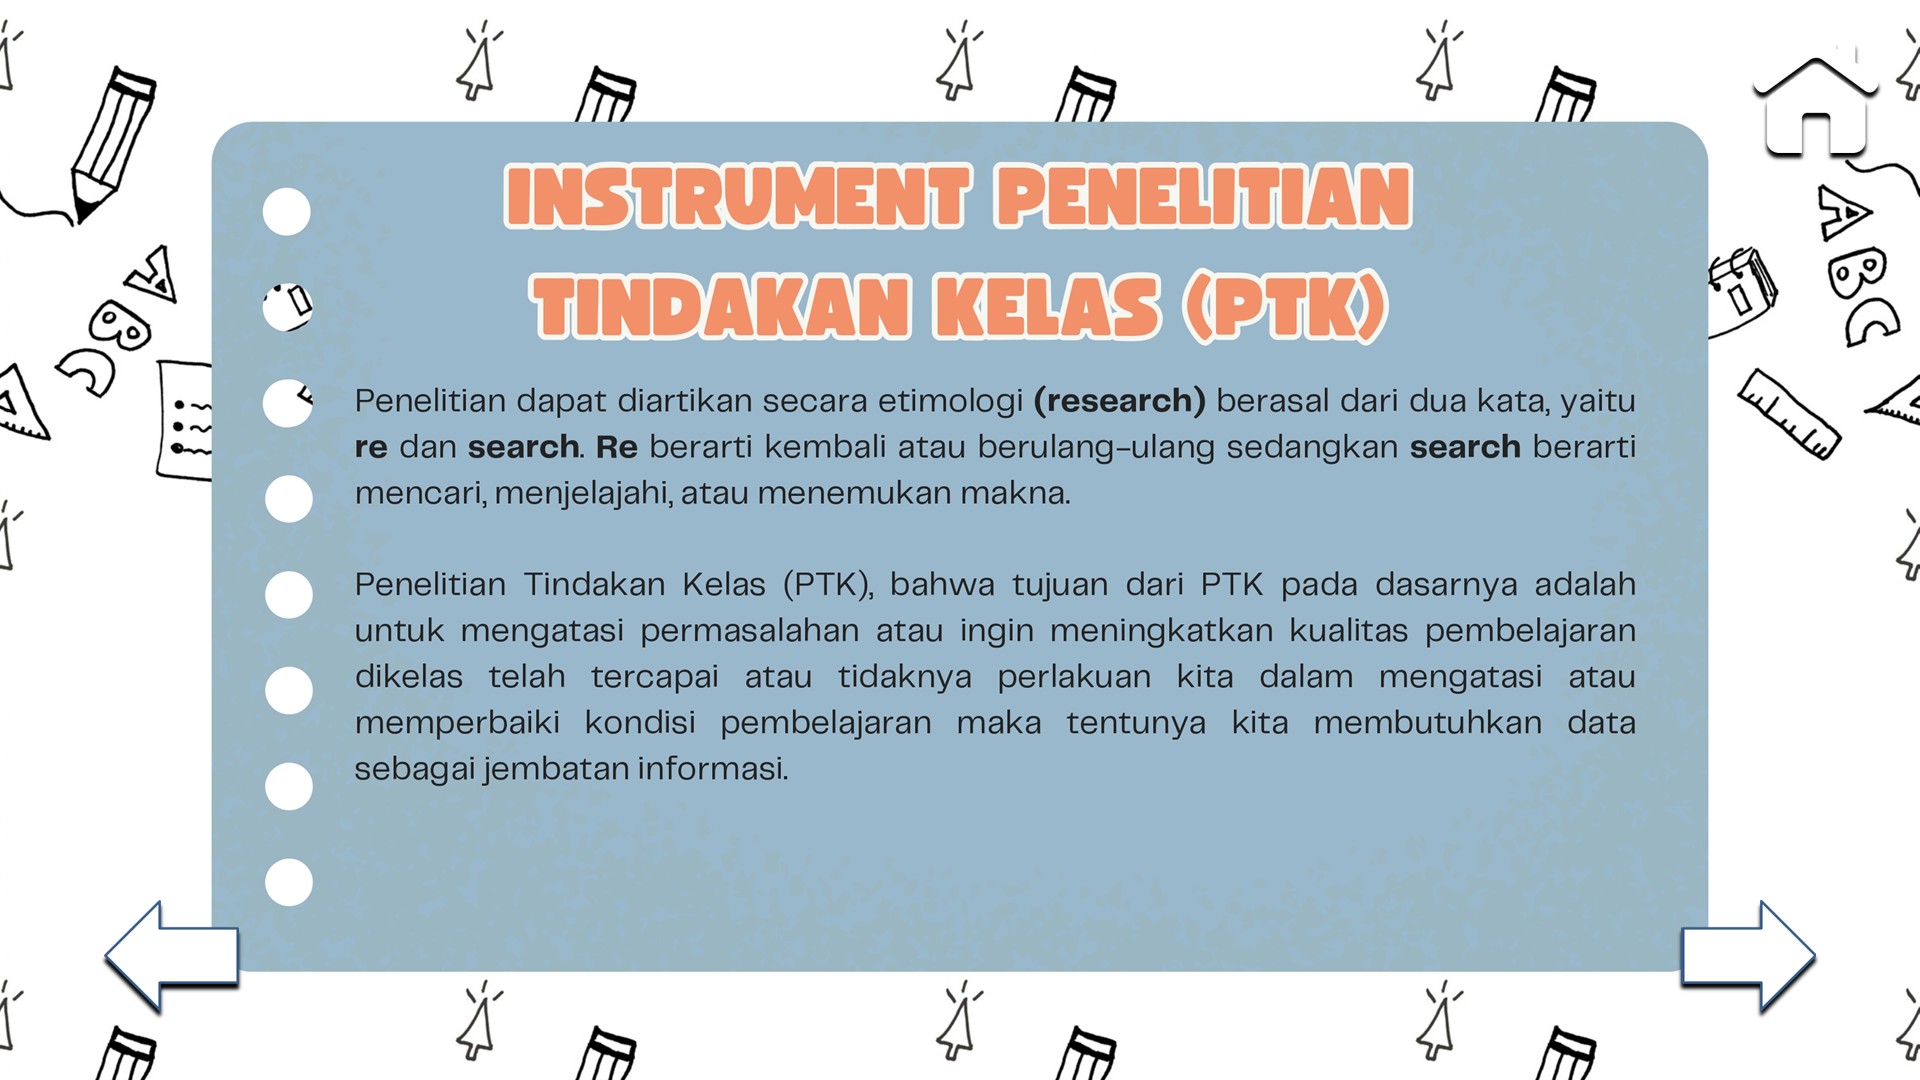 INSTRUMENT PENELITIAN
TINDAKAN KELAS (PTK)
Penelitian dapat diartikan secara etimologi (research) berasal dari dua kata, yaitu
re dan search. Re berarti kembali atau berulang-ulang sedangkan search berarti
mencari, menjelajahi, atau menemukan makna.
Penelitian Tindakan Kelas (PTK), bahwa tujuan dari PTK pada dasarnya adalah
untuk mengatasi permasalahan atau ingin meningkatkan kualitas pembelajaran
dikelas telah tercapai atau tidaknya perlakuan kita dalam mengatasi atau
memperbaiki kondisi pembelajaran maka tentunya kita membutuhkan data
sebagai jembatan informasi.
A
B
C
A
B
C